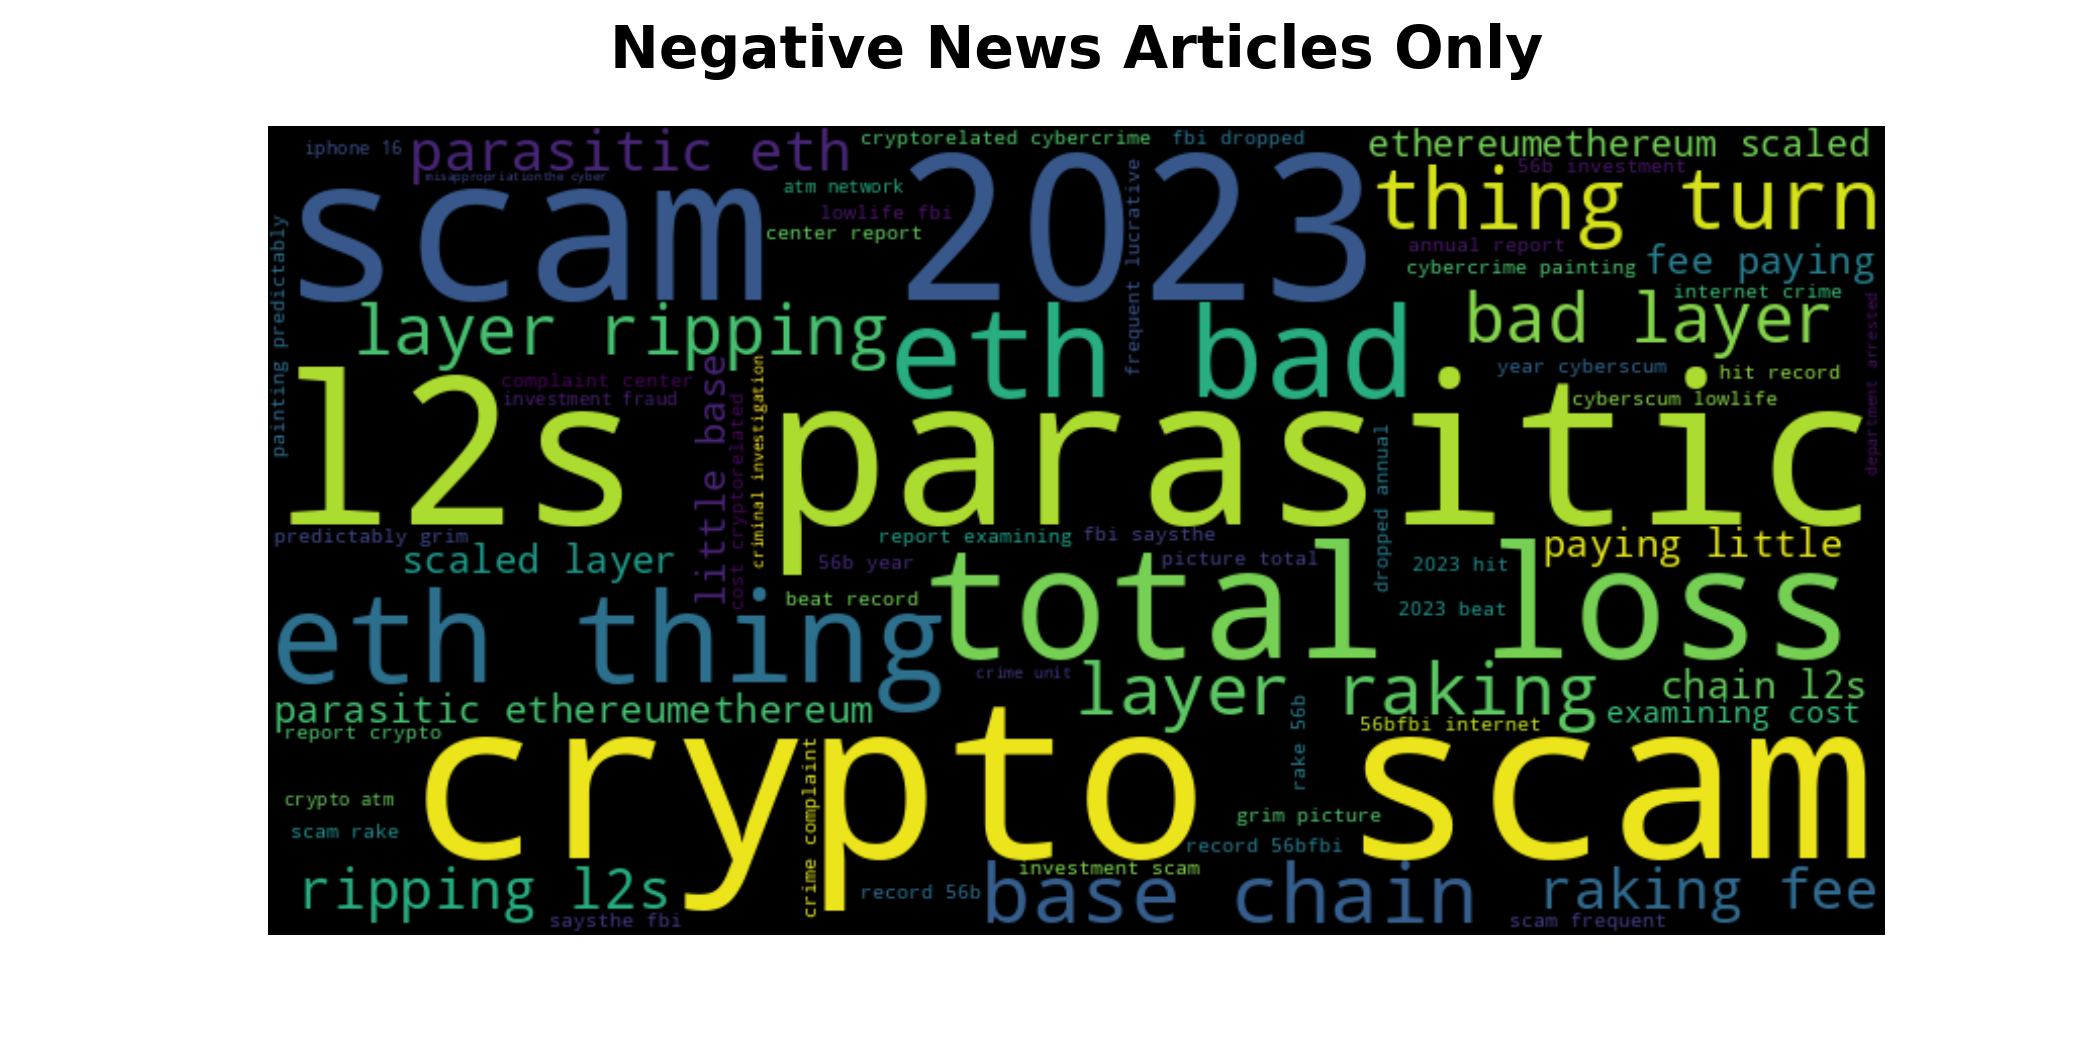 Negative News Articles Only
iphone 16
parasitic eth
cryptorelated cybercrime
fbi dropped
ethereumethereum scaled
56b investment
misappropriationthe cyber
scam 2023
atm network
lowlife fbi
center report
thing turn
annual report
fee paying
cybercrime painting
internet crime
painting predictably
frequent lucrative
department arrested
layer ripping
eth bad
bad layer
year cyberscum
hit record
cyberscum lowlife
complaint center
investment fraud
little base
cost cryptorelated
criminal investigation
l2s parasitic
dropped annual
predictably grim
report examining
fbi saysthe
paying little
scaled layer
56b year
picture total
2023 hit
beat record
2023 beat
total loss
eth thing
crime unit
layer raking
chain l2s
parasitic ethereumethereum
examining cost
report crypto
rake 56b
56bfbi internet
crypto scam
crime complaint
crypto atm
scam rake
grim picture
record 56bfbi
investment scam
ripping l2s
record 56b
base chain
raking fee
saysthe fbi
scam frequent